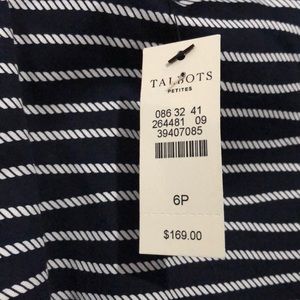 TALBOTS
PETITES
086 32 41
264481 09
39407085
6P
$169.00